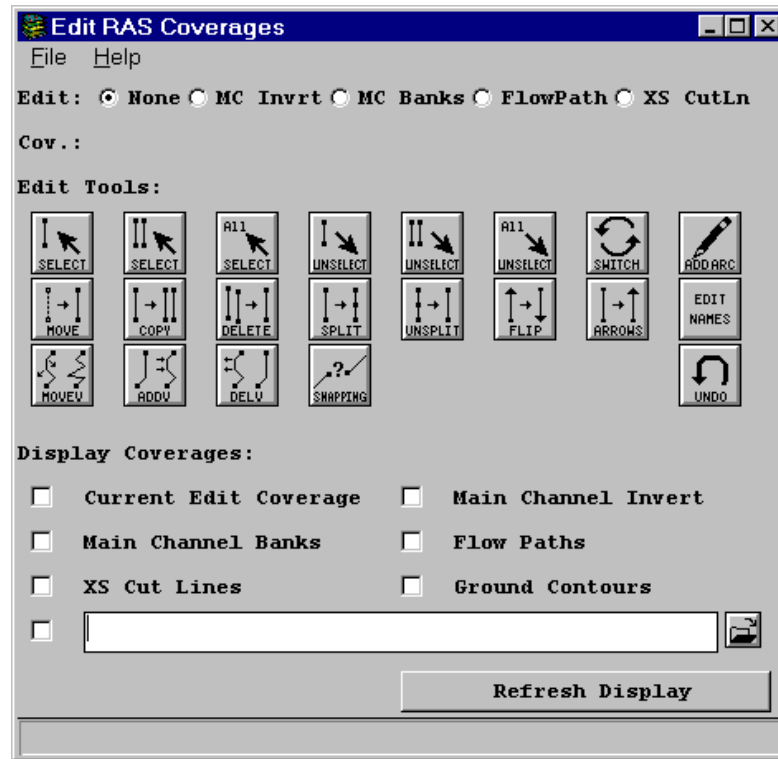 Edit RAS Coverages
File Help
Edit: None MC Invrt MC Banks FlowPath XS CutLn
Cov.:
Edit Tools:
All All
SELECT SELECT SELECT UNSELECT UNSELECT UNSELECT SWITCH ADD ARC
MOVE COPY DELETE SPLIT UNSPLIT FLIP ARROWS EDIT NAMES
?
MOVEV ADDV DELV SNAPPING UNDO
Display Coverages:
Current Edit Coverage Main Channel Invert
Main Channel Banks Flow Paths
XS Cut Lines Ground Contours
Refresh Display